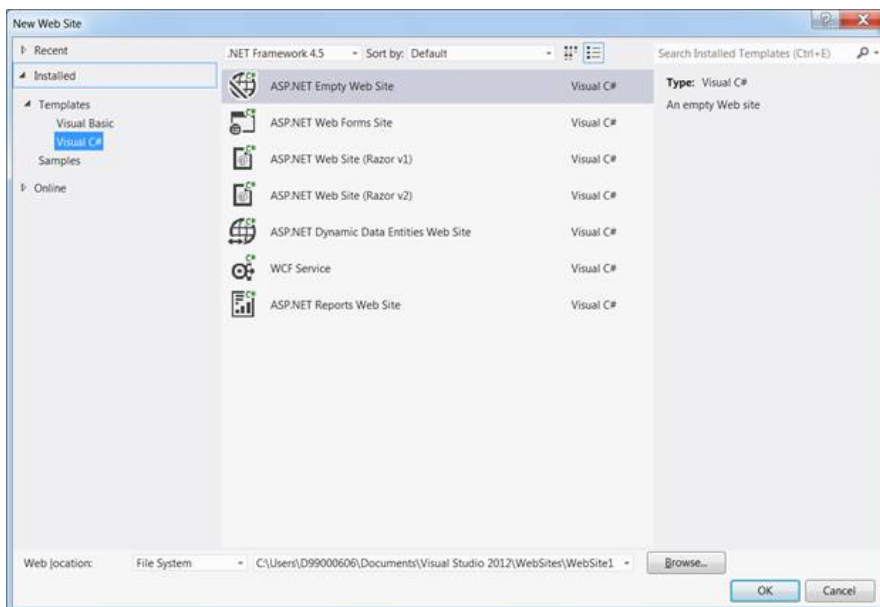 New Web Site
Recent
.NET Framework 4.5 Sort by: Default Search Installed Templates (Ctrl+E)
Installed
Templates
Visual Basic
Visual C#
Samples
Online
ASP.NET Empty Web Site Visual C#
ASP.NET Web Forms Site Visual C#
ASP.NET Web Site (Razor v1) Visual C#
ASP.NET Web Site (Razor v2) Visual C#
ASP.NET Dynamic Data Entities Web Site Visual C#
WCF Service Visual C#
ASP.NET Reports Web Site Visual C#
Type: Visual C#
An empty Web site
Web location: File System C:\Users\D99000606\Documents\Visual Studio 2012\WebSites\WebSite1 Browse...
OK Cancel